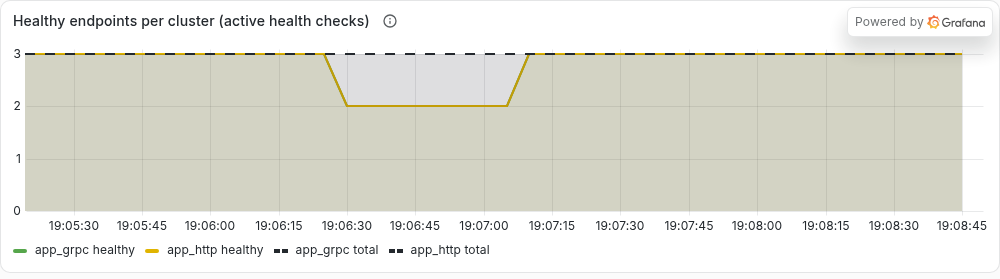 Healthy endpoints per cluster (active health checks)
Powered by Grafana
3
2
1
0
19:05:30 19:05:45 19:06:00 19:06:15 19:06:30 19:06:45 19:07:00 19:07:15 19:07:30 19:07:45 19:08:00 19:08:15 19:08:30 19:08:45
app_grpc healthy app_http healthy app_grpc total app_http total